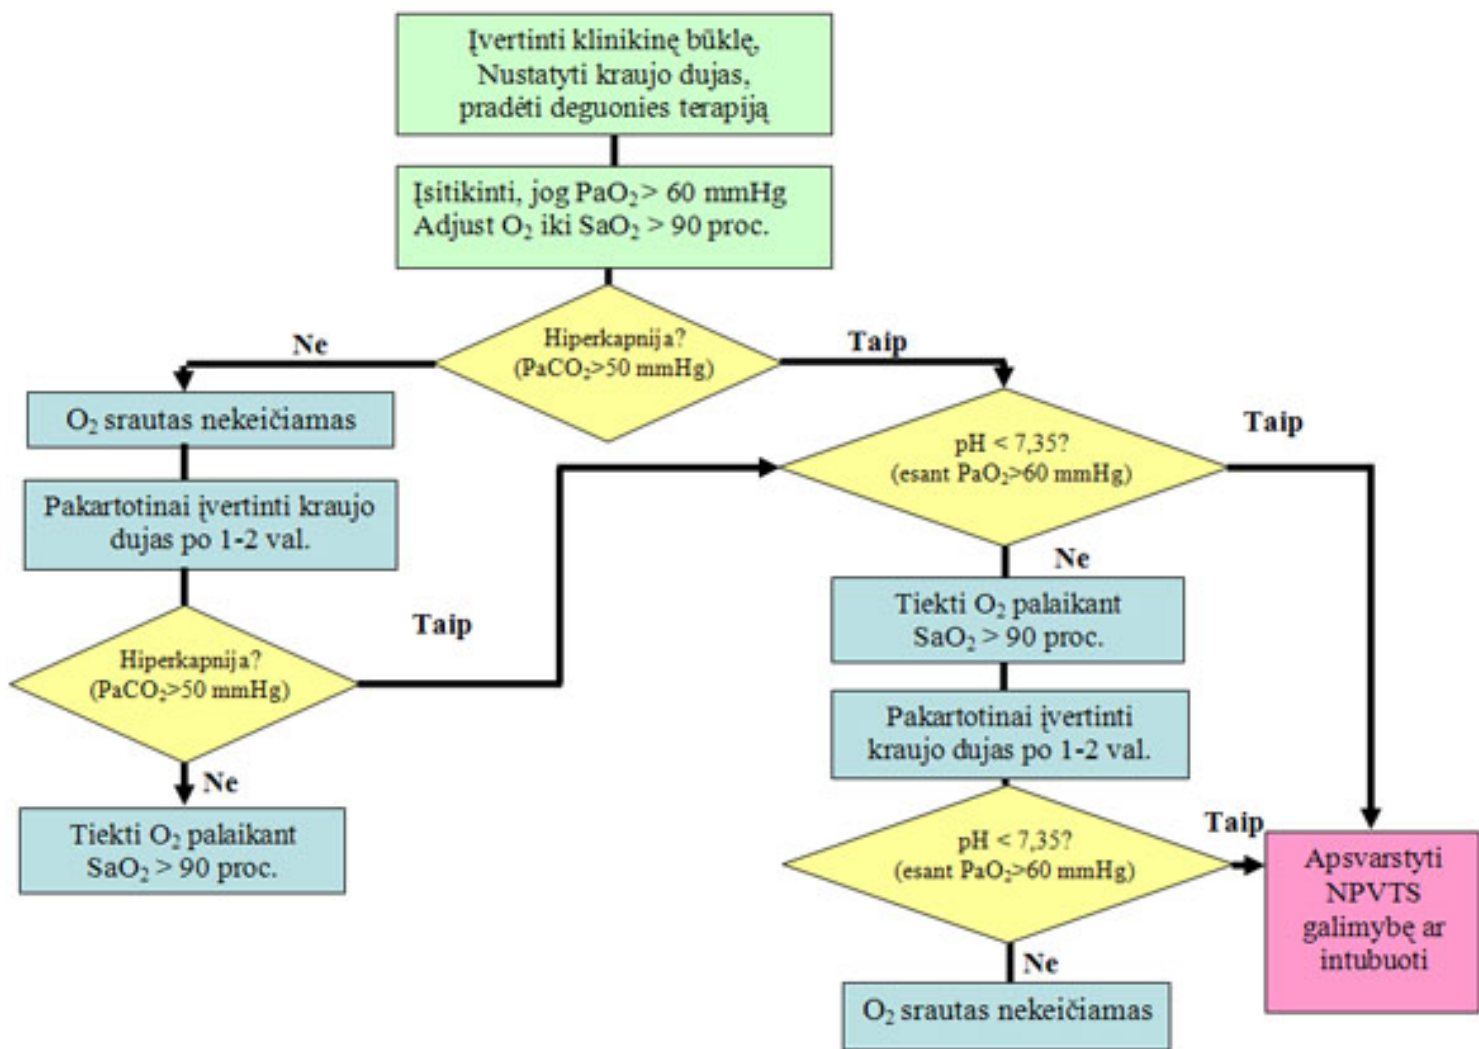 Įvertinti klinikinę būklę,
Nustatyti kraujo dujas,
pradėti deguonies terapiją
Įsitikinti, jog PaO₂ > 60 mmHg
Adjust O₂ iki SaO₂ > 90 proc.
Hiperkapnija?
(PaCO₂>50 mmHg)
Ne
Taip
O₂ srautas nekeičiamas
Pakartotinai įvertinti kraujo
dujas po 1-2 val.
Hiperkapnija?
(PaCO₂>50 mmHg)
Taip
Ne
Tiekti O₂ palaikant
SaO₂ > 90 proc.
pH < 7,35?
(esant PaO₂>60 mmHg)
Taip
Ne
Tiekti O₂ palaikant
SaO₂ > 90 proc.
Pakartotinai įvertinti
kraujo dujas po 1-2 val.
pH < 7,35?
(esant PaO₂>60 mmHg)
Taip
Ne
O₂ srautas nekeičiamas
Apsvarstyti
NPVTS
galimybę ar
intubuoti